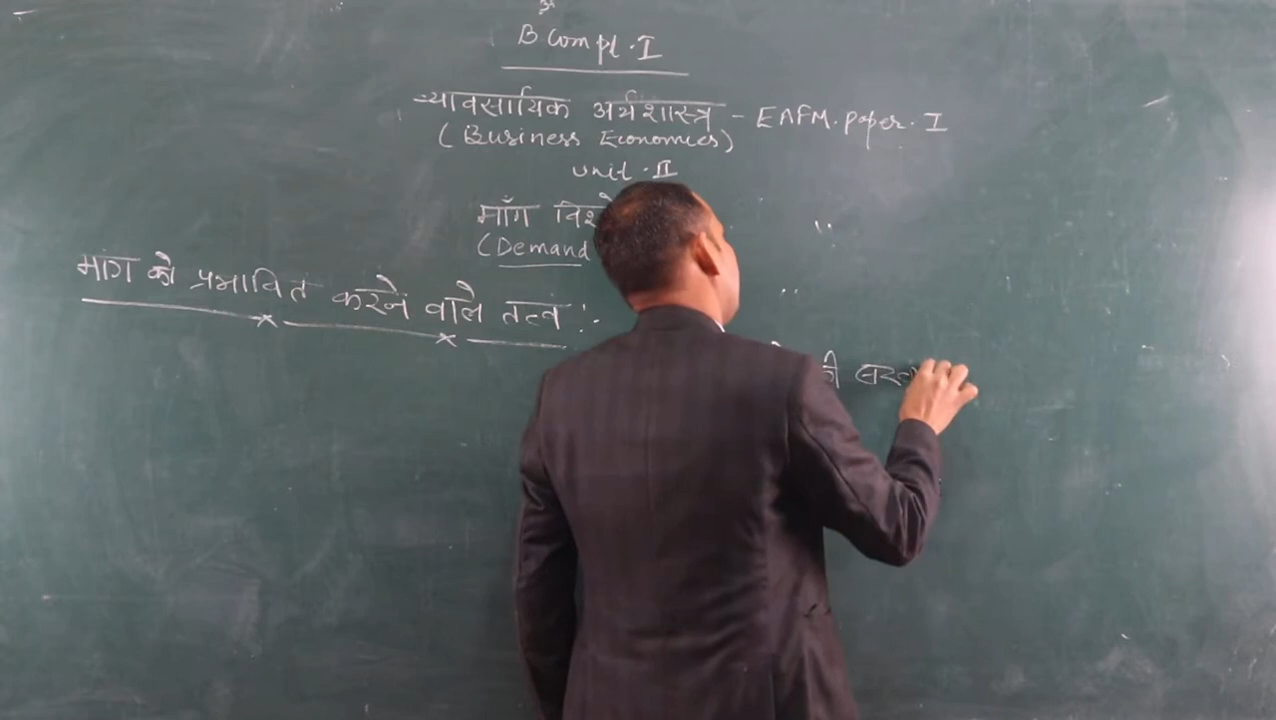 ॐ
B Com pt. I
व्यावसायिक अर्थशास्त्र - EAFM. paper. I
(Business Economics)
unit. II
माँग
(Demand
मांग को प्रभावित करने वाले तत्व :-
की